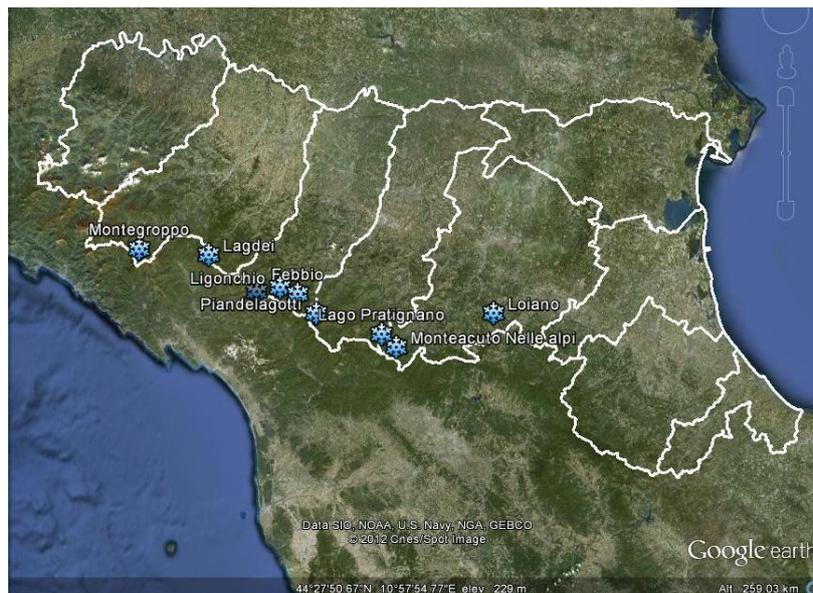 Montegroppo
Lagdei
Ligonchio Febbio
Piandelagotti
Lago Pratignano
Loiano
Monteacuto Nelle alpi
Data SIO, NOAA, U.S. Navy, NGA, GEBCO
© 2012 Cnes/Spot Image
Google earth
44°27'50.67"N 10°57'54.77"E elev 229 m
Alt 259.03 km